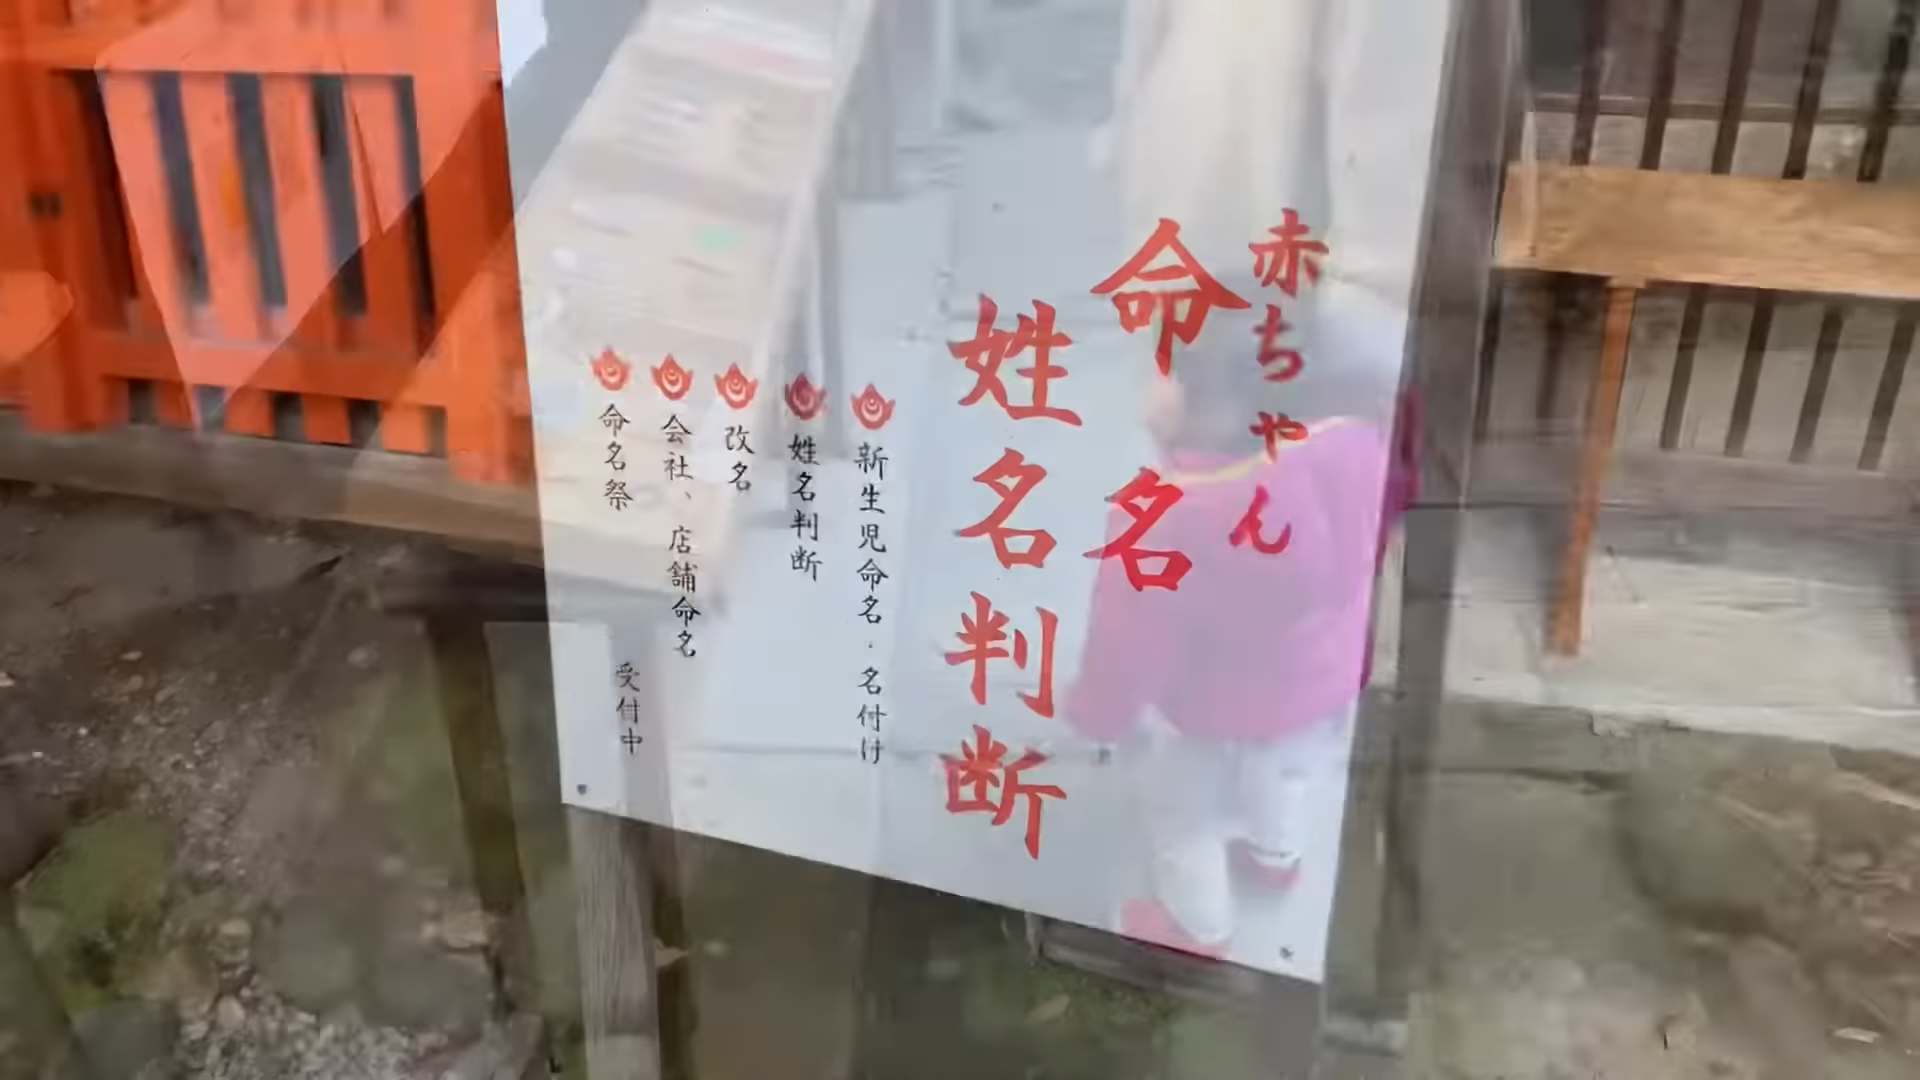 赤ちゃん
命名
姓名判断
新生児命名・名付け
姓名判断
改名
会社、店舗命名
命名祭
受付中